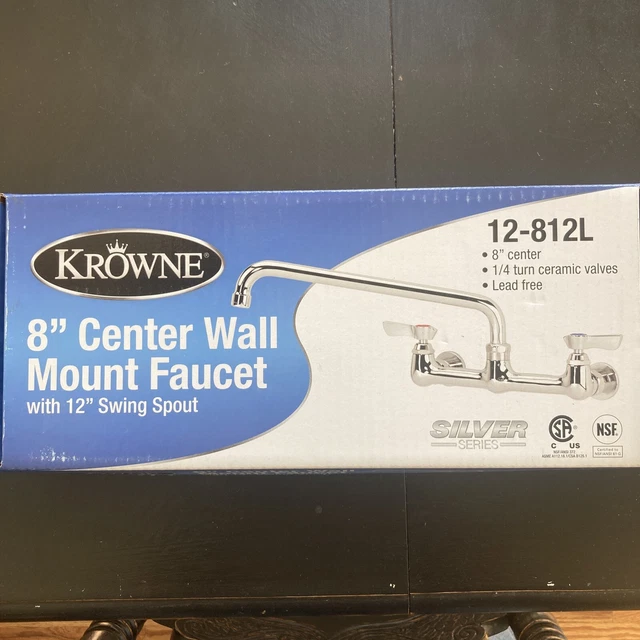 KROWNE®
8” Center Wall
Mount Faucet
with 12” Swing Spout
12-812L
• 8” center
• 1/4 turn ceramic valves
• Lead free
SILVER
SERIES
C US
NSF